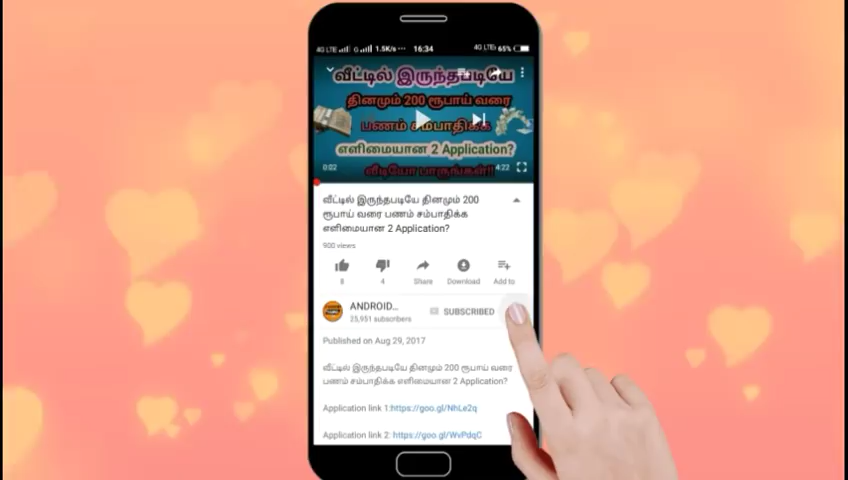 4G LTE G 1.5K/s ··· 16:34 4G LTE 65%
வீட்டில் இருந்தபடியே
தினமும் 200 ரூபாய் வரை
பணம் சம்பாதிக்க
எளிமையான 2 Application?
வீடியோ பாருங்கள்!!
0:02 4:22
வீட்டில் இருந்தபடியே தினமும் 200
ரூபாய் வரை பணம் சம்பாதிக்க
எளிமையான 2 Application?
900 views
8 4 Share Download Add to
ANDROID...
SUBSCRIBED
25,951 subscribers
Published on Aug 29, 2017
வீட்டில் இருந்தபடியே தினமும் 200 ரூபாய் வரை
பணம் சம்பாதிக்க எளிமையான 2 Application?
Application link 1:https://goo.gl/NhLe2q
Application link 2: https://goo.gl/WvPdqC